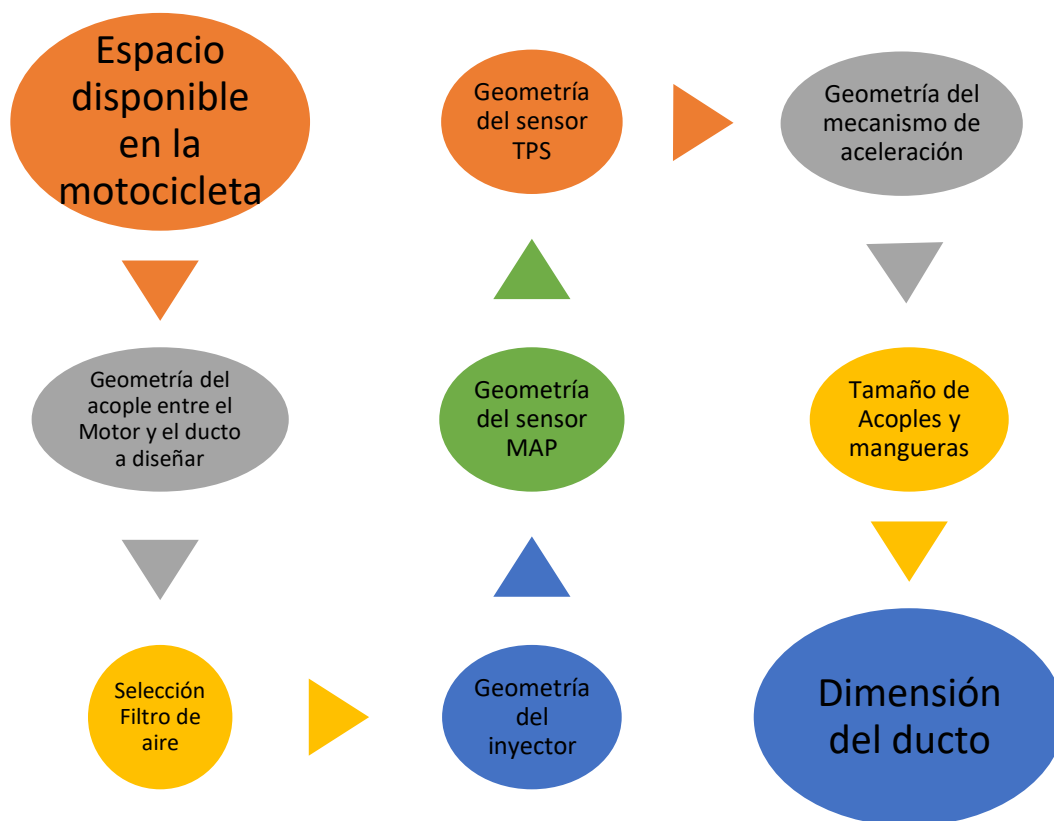 Espacio
disponible
en la
motocicleta
Geometría del
acople entre el
Motor y el ducto
a diseñar
Selección
Filtro de
aire
Geometría
del
inyector
Geometría
del sensor
MAP
Geometría
del sensor
TPS
Geometría del
mecanismo de
aceleración
Tamaño de
Acoples y
mangueras
Dimensión
del ducto